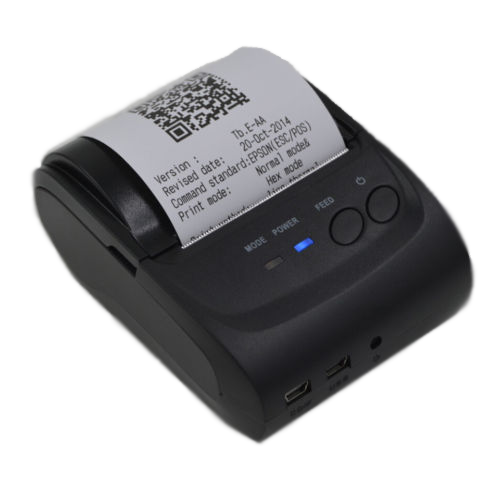 Version : Tb.E-AA
Revised date: 20-Oct-2014
Command standard:EPSON(ESC/POS)
Print mode: Normal mode&
Hex mode
MODE POWER FEED